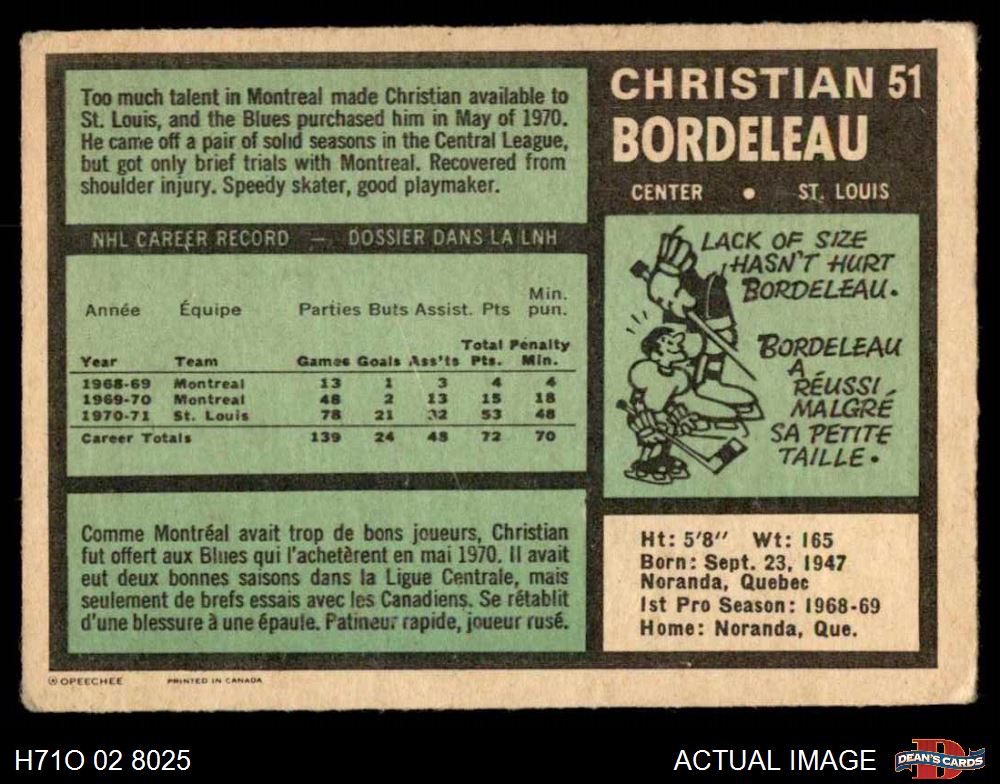 Too much talent in Montreal made Christian available to
St. Louis, and the Blues purchased him in May of 1970.
He came off a pair of solid seasons in the Central League,
but got only brief trials with Montreal. Recovered from
shoulder injury. Speedy skater, good playmaker.
CHRISTIAN 51
BORDELEAU
CENTER • ST. LOUIS
NHL CAREER RECORD — DOSSIER DANS LA LNH
Année Équipe Parties Buts Assist. Pts Min. pun.
Year Team Games Goals Ass'ts Total Pts. Penalty Min.
1968-69 Montreal 13 1 3 4 4
1969-70 Montreal 48 2 13 15 18
1970-71 St. Louis 78 21 32 53 48
Career Totals 139 24 48 72 70
LACK OF SIZE
HASN'T HURT
BORDELEAU.
BORDELEAU
A
RÉUSSI
MALGRÉ
SA PETITE
TAILLE.
Comme Montréal avait trop de bons joueurs, Christian
fut offert aux Blues qui l'achetèrent en mai 1970. Il avait
eut deux bonnes saisons dans la Ligue Centrale, mais
seulement de brefs essais avec les Canadiens. Se rétablit
d'une blessure à une épaule. Patineur rapide, joueur rusé.
Ht: 5'8" Wt: 165
Born: Sept. 23, 1947
Noranda, Quebec
1st Pro Season: 1968-69
Home: Noranda, Que.
© OPEECHEE PRINTED IN CANADA
H71O 02 8025
ACTUAL IMAGE
D
DEAN'S CARDS